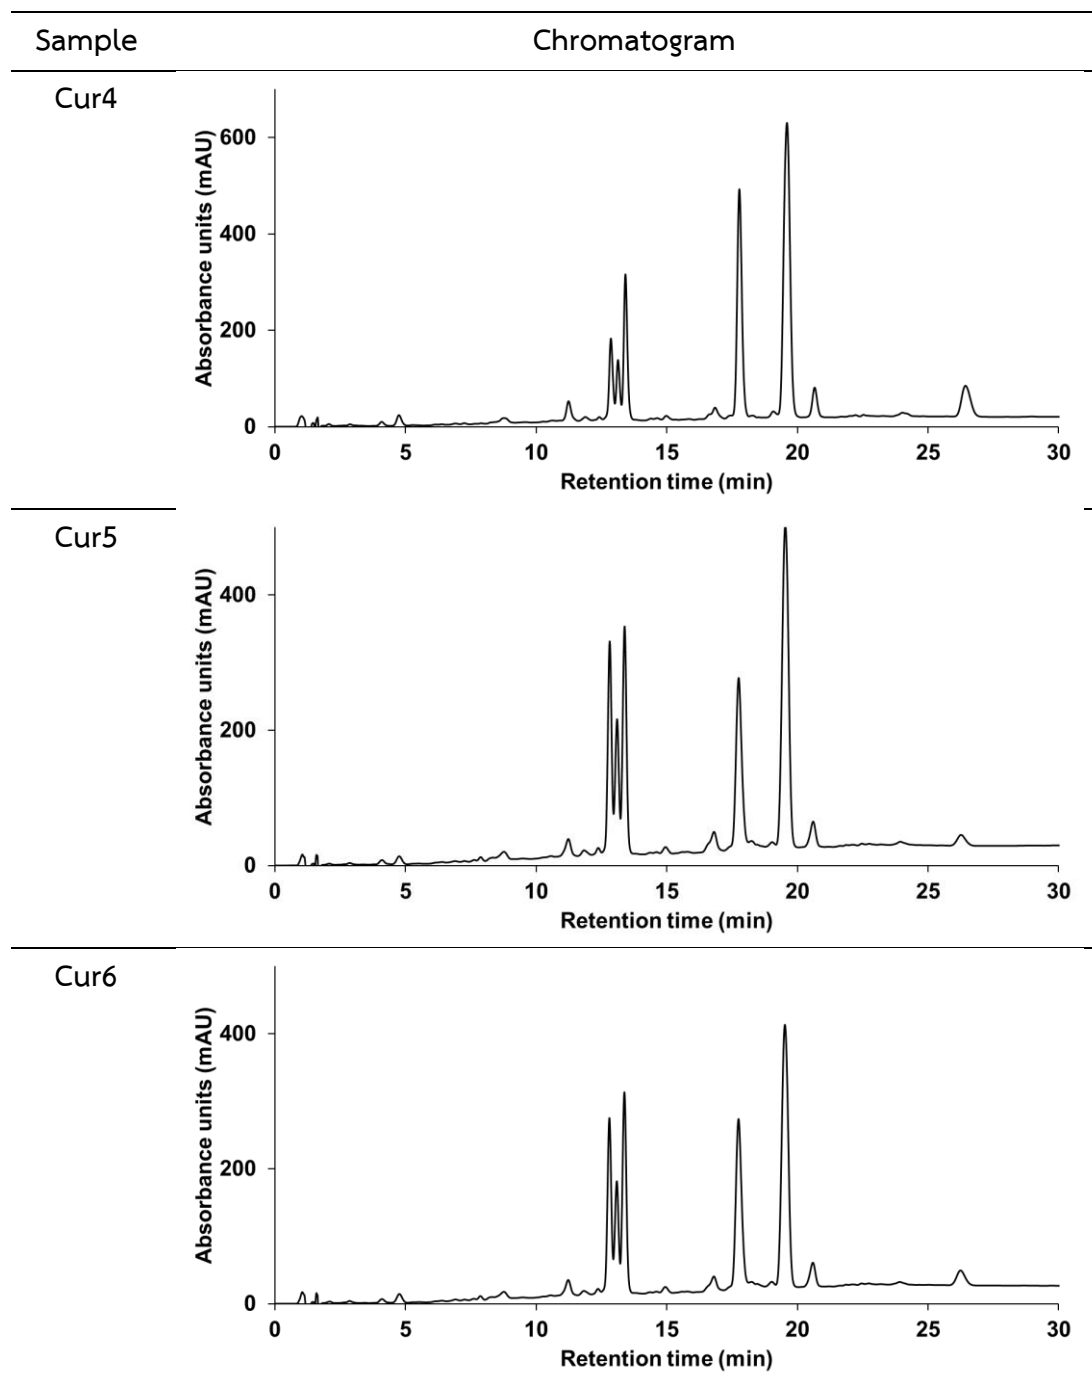 Sample Chromatogram
Cur4
Absorbance units (mAU)
600
400
200
0
0 5 10 15 20 25 30
Retention time (min)
Cur5
Absorbance units (mAU)
400
200
0
0 5 10 15 20 25 30
Retention time (min)
Cur6
Absorbance units (mAU)
400
200
0
0 5 10 15 20 25 30
Retention time (min)